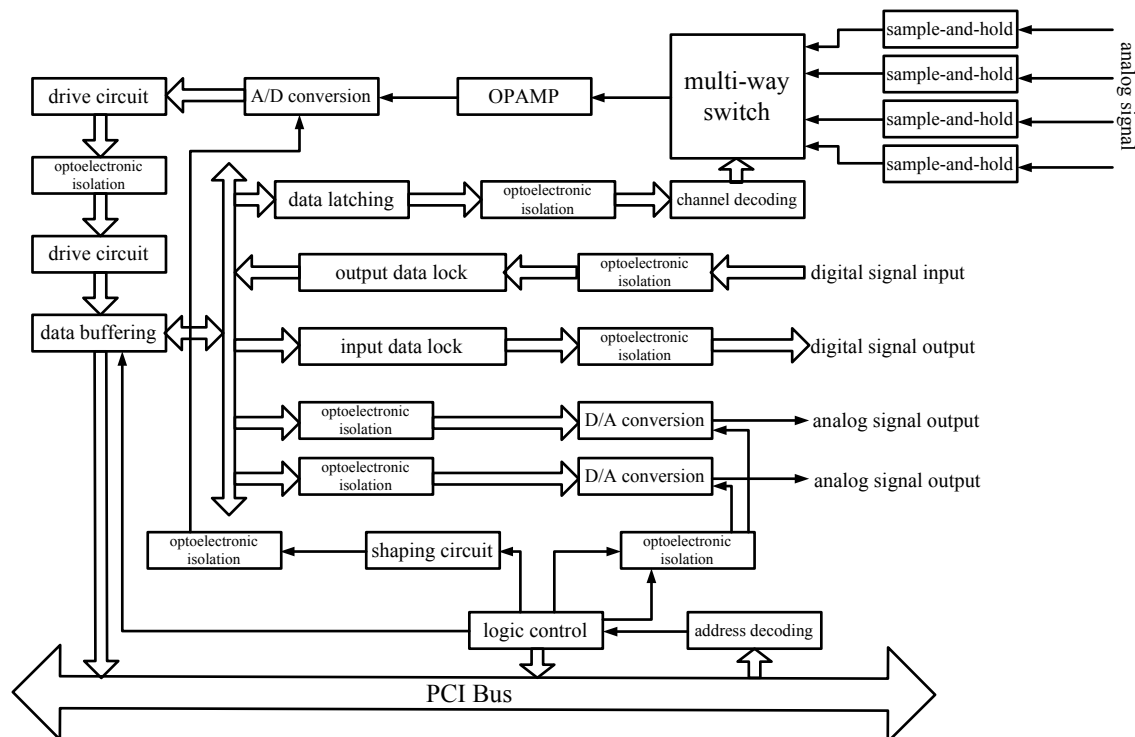 sample-and-hold
drive circuit
A/D conversion
OPAMP
multi-way
switch
sample-and-hold
analog signal
sample-and-hold
sample-and-hold
optoelectronic
isolation
data latching
optoelectronic
isolation
channel decoding
drive circuit
output data lock
optoelectronic
isolation
digital signal input
data buffering
input data lock
optoelectronic
isolation
digital signal output
optoelectronic
isolation
D/A conversion
analog signal output
optoelectronic
isolation
D/A conversion
analog signal output
optoelectronic
isolation
shaping circuit
optoelectronic
isolation
logic control
address decoding
PCI Bus